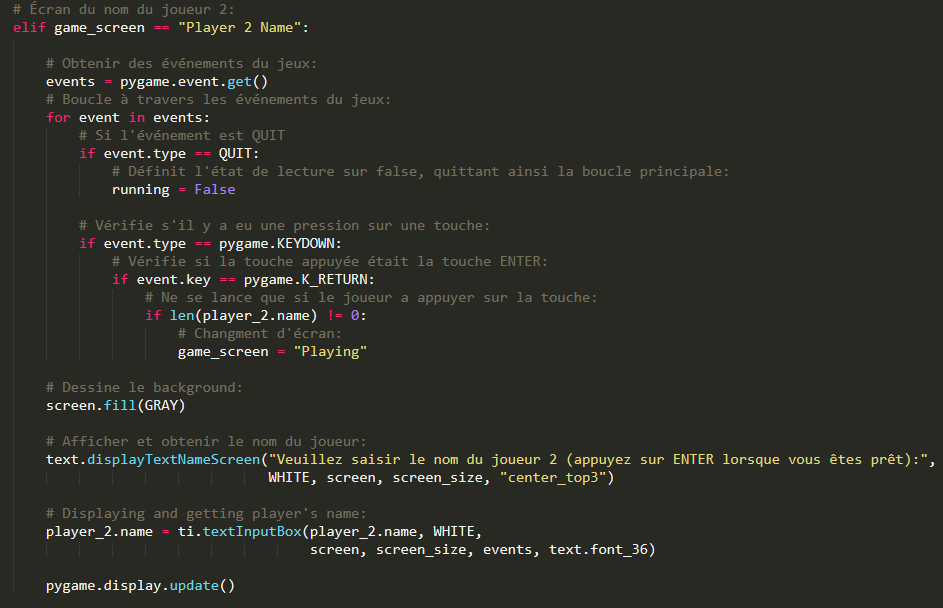 # Écran du nom du joueur 2:
elif game_screen == "Player 2 Name":
# Obtenir des événements du jeux:
events = pygame.event.get()
# Boucle à travers les événements du jeux:
for event in events:
# Si l'événement est QUIT
if event.type == QUIT:
# Définit l'état de lecture sur false, quittant ainsi la boucle principale:
running = False
# Vérifie s'il y a eu une pression sur une touche:
if event.type == pygame.KEYDOWN:
# Vérifie si la touche appuyée était la touche ENTER:
if event.key == pygame.K_RETURN:
# Ne se lance que si le joueur a appuyer sur la touche:
if len(player_2.name) != 0:
# Changment d'écran:
game_screen = "Playing"
# Dessine le background:
screen.fill(GRAY)
# Afficher et obtenir le nom du joueur:
text.displayTextNameScreen("Veuillez saisir le nom du joueur 2 (appuyez sur ENTER lorsque vous êtes prêt):",
WHITE, screen, screen_size, "center_top3")
# Displaying and getting player's name:
player_2.name = ti.textInputBox(player_2.name, WHITE,
screen, screen_size, events, text.font_36)
pygame.display.update()